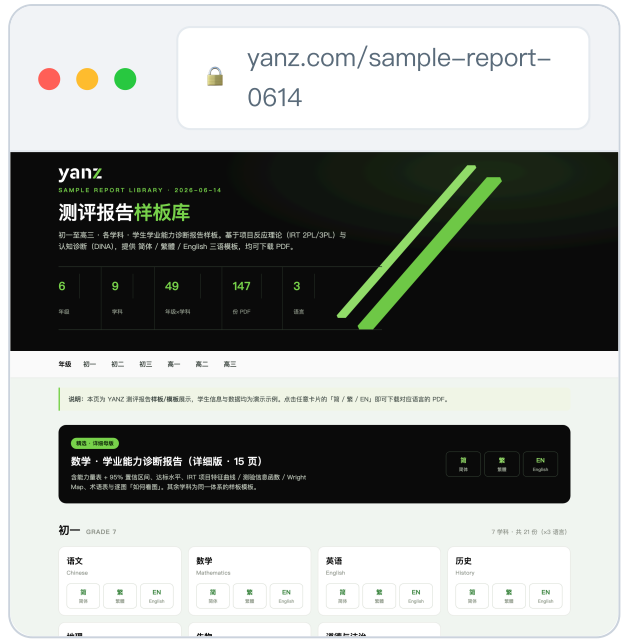 yanz.com/sample-report-
0614
yanz
SAMPLE REPORT LIBRARY · 2026-06-14
测评报告样板库
初一至高三 · 各学科 · 学生学业能力诊断报告样板。基于项目反应理论（IRT 2PL/3PL）与
认知诊断（DINA），提供 简体 / 繁體 / English 三语模板，均可下载 PDF。
6 9 49 147 3
年级 学科 年级×学科 份 PDF 语言
年级 初一 初二 初三 高一 高二 高三
说明：本页为 YANZ 测评报告样板/模板展示，学生信息与数据均为演示示例。点击任意卡片的「简 / 繁 / EN」即可下载对应语言的 PDF。
精选 · 详细母版
数学 · 学业能力诊断报告（详细版 · 15 页）
含能力量表 + 95% 置信区间、达标水平、IRT 项目特征曲线 / 测验信息函数 / Wright
Map、术语表与逐图「如何看图」。其余学科为同一体系的样板模板。
简 繁 EN
简体 繁體 English
初一 GRADE 7 7 学科 · 共 21 份（×3 语言）
语文 数学 英语 历史
Chinese Mathematics English History
简 繁 EN 简 繁 EN 简 繁 EN 简 繁 EN
简体 繁體 English 简体 繁體 English 简体 繁體 English 简体 繁體 English
地理 生物 道德与法治